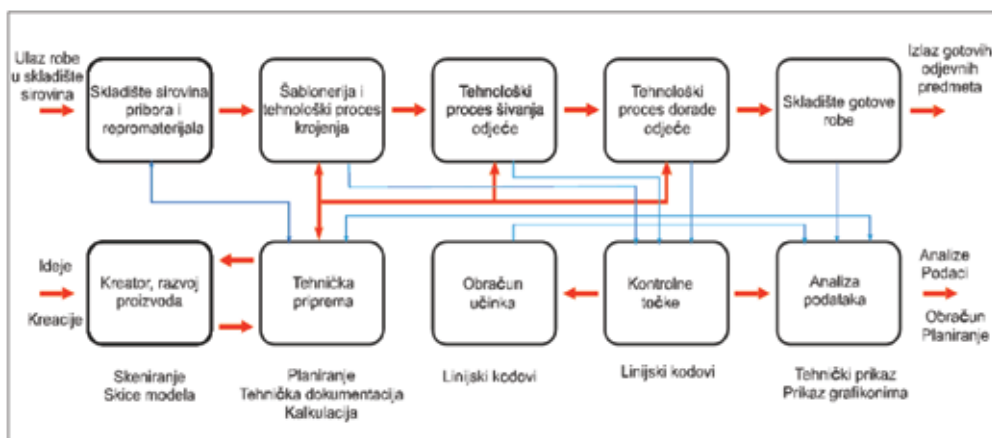 Ulaz robe
u skladište
sirovina
Skladište sirovina
pribora i
repromaterijala
Šablonerija i
tehnološki proces
krojenja
Tehnološki
proces šivanja
odjeće
Tehnološki
proces dorade
odjeće
Skladište gotove
robe
Izlaz gotovih
odjevnih
predmeta
Ideje
Kreacije
Kreator, razvoj
proizvoda
Tehnička
priprema
Obračun
učinka
Kontrolne
točke
Analiza
podataka
Analize
Podaci
Obračun
Planiranje
Skeniranje
Skice modela
Planiranje
Tehnička dokumentacija
Kalkulacija
Linijski kodovi
Linijski kodovi
Tehnički prikaz
Prikaz grafikonima